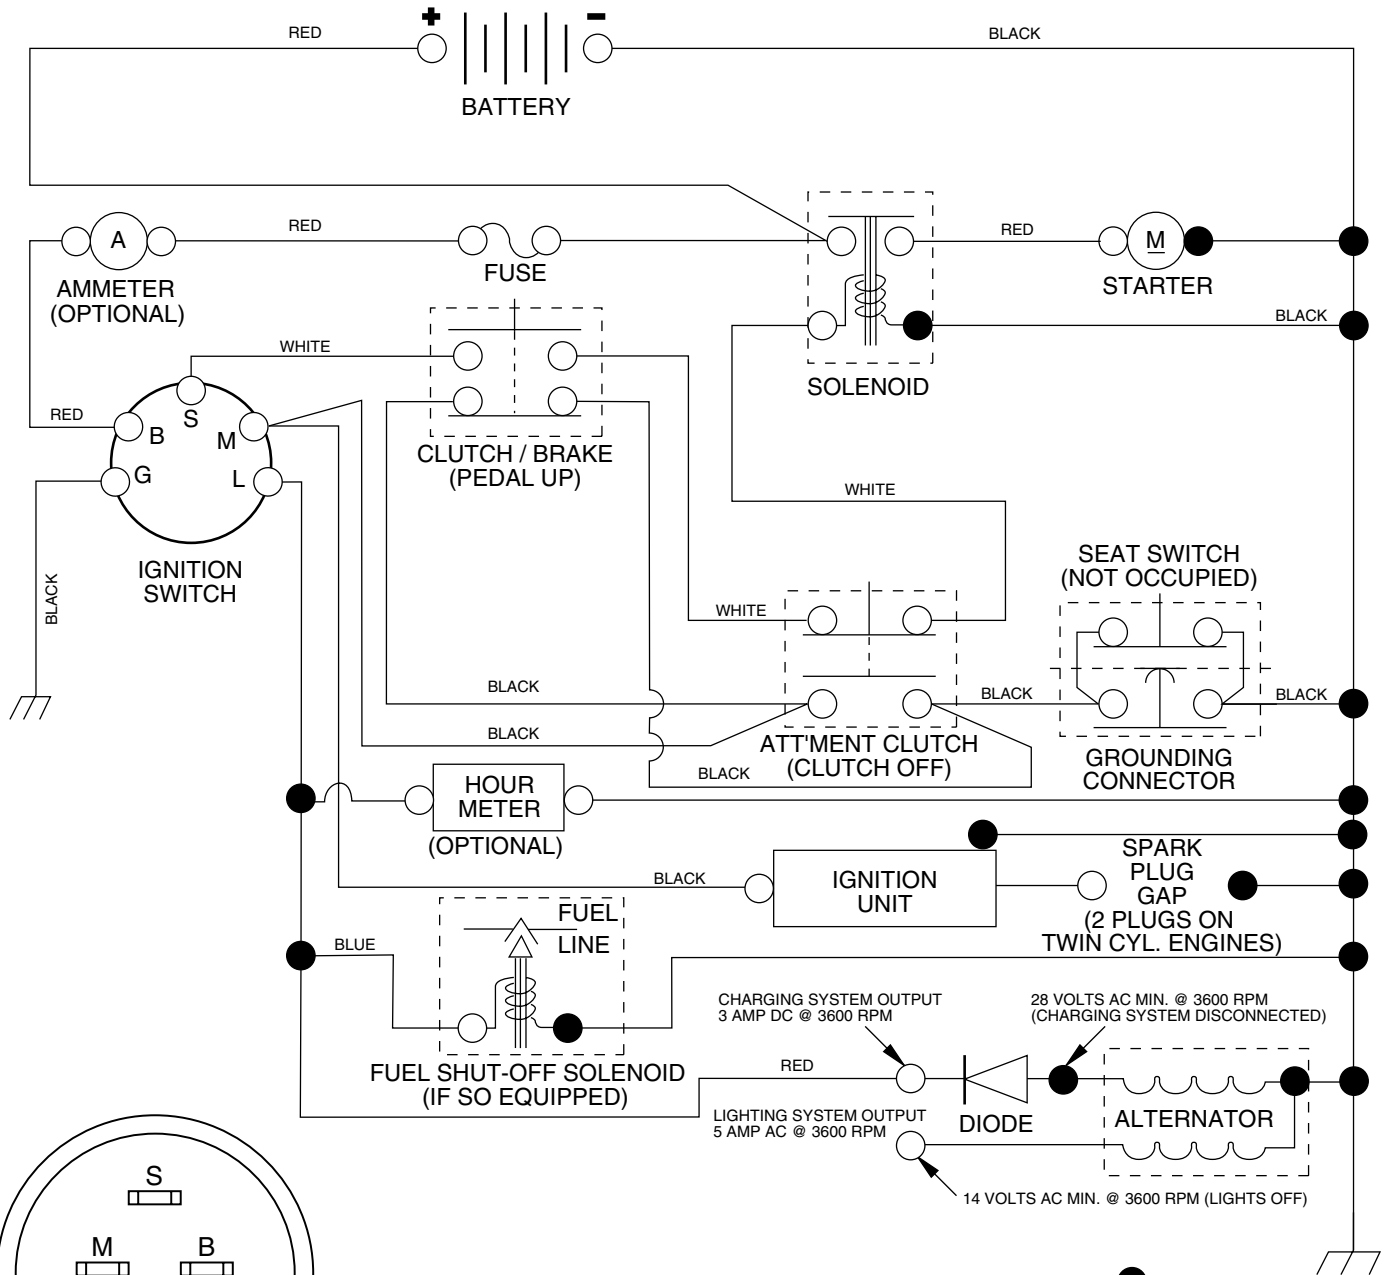 + −
RED
BLACK
BATTERY
RED
A
AMMETER
(OPTIONAL)
FUSE
RED
M
STARTER
BLACK
SOLENOID
WHITE
RED
S
B
M
G
L
IGNITION
SWITCH
BLACK
CLUTCH / BRAKE
(PEDAL UP)
WHITE
SEAT SWITCH
(NOT OCCUPIED)
WHITE
BLACK
BLACK
BLACK
BLACK
ATT'MENT CLUTCH
(CLUTCH OFF)
GROUNDING
CONNECTOR
BLACK
HOUR
METER
(OPTIONAL)
BLACK
IGNITION
UNIT
SPARK
PLUG
GAP
(2 PLUGS ON
TWIN CYL. ENGINES)
BLUE
FUEL
LINE
FUEL SHUT-OFF SOLENOID
(IF SO EQUIPPED)
CHARGING SYSTEM OUTPUT
3 AMP DC @ 3600 RPM
28 VOLTS AC MIN. @ 3600 RPM
(CHARGING SYSTEM DISCONNECTED)
RED
DIODE
ALTERNATOR
LIGHTING SYSTEM OUTPUT
5 AMP AC @ 3600 RPM
14 VOLTS AC MIN. @ 3600 RPM (LIGHTS OFF)
S
M
B